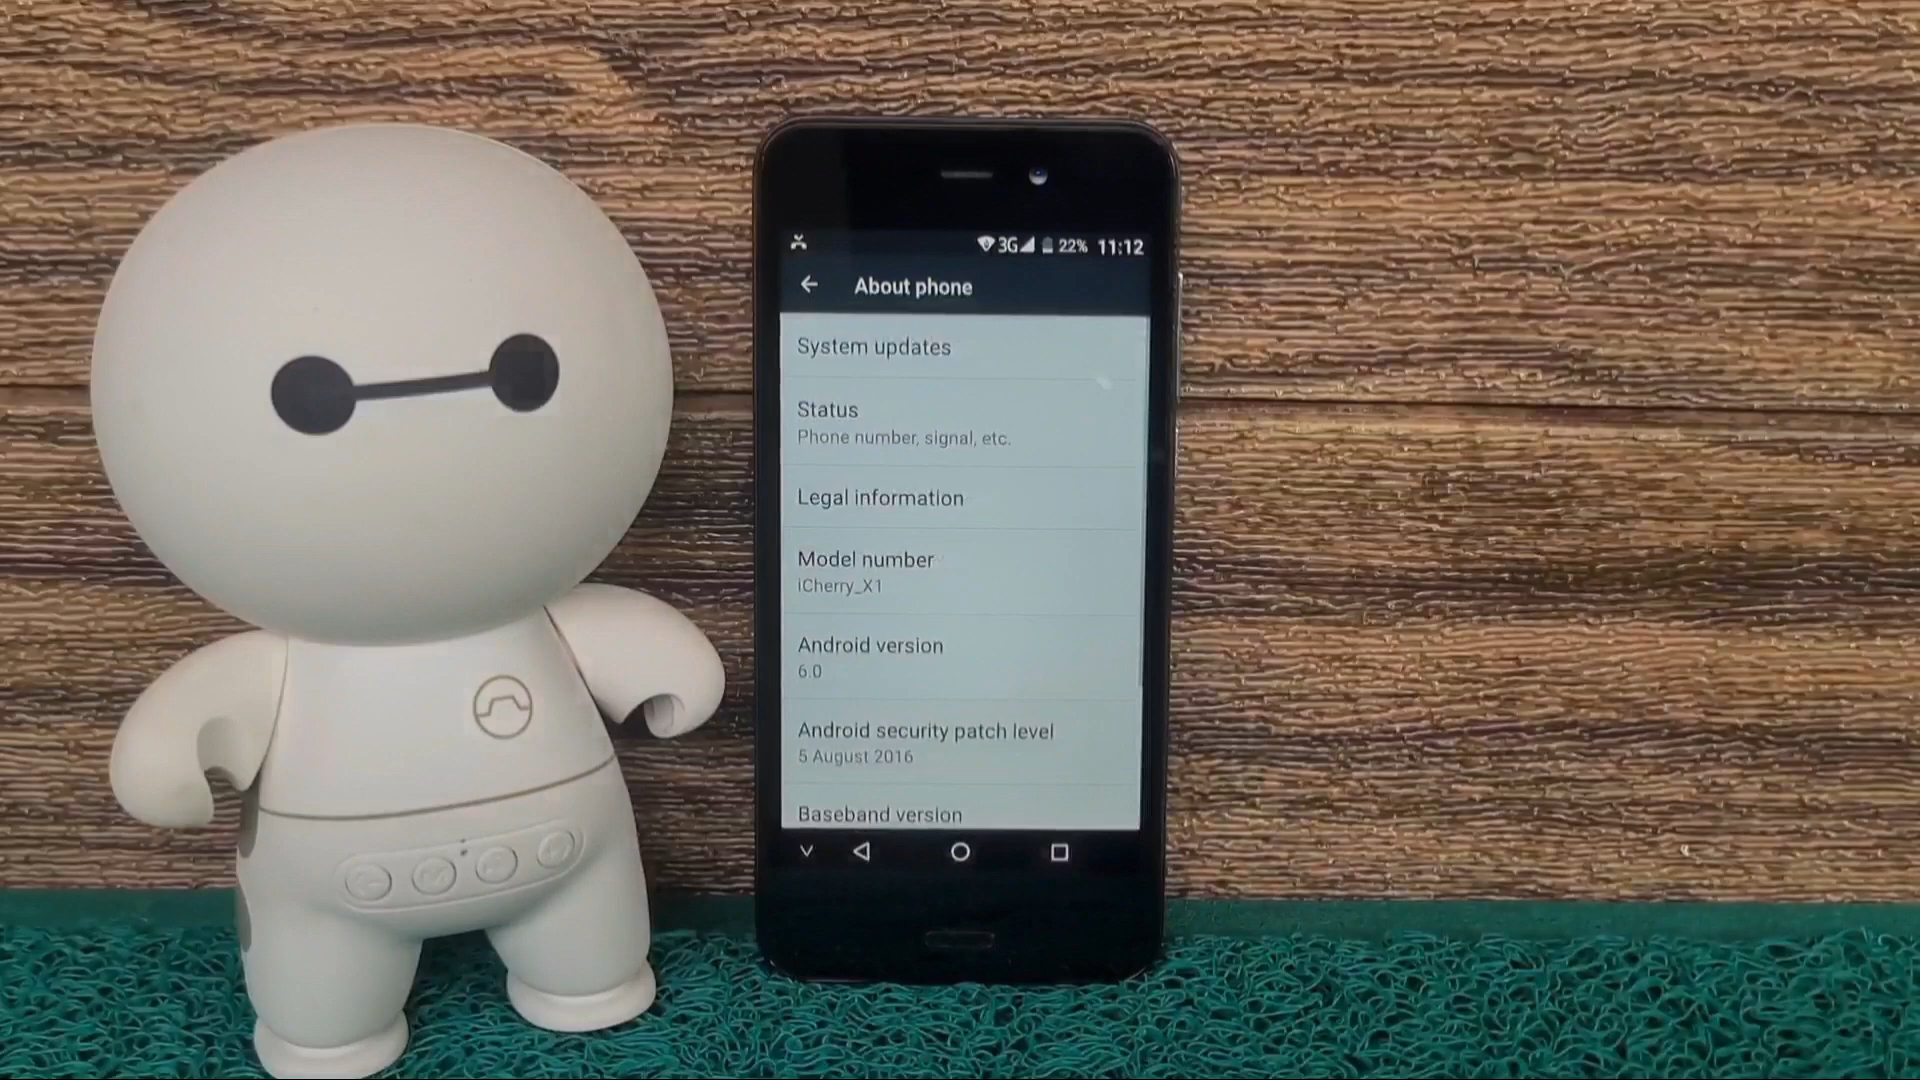 3G 22% 11:12
About phone
System updates
Status
Phone number, signal, etc.
Legal information
Model number
iCherry_X1
Android version
6.0
Android security patch level
5 August 2016
Baseband version